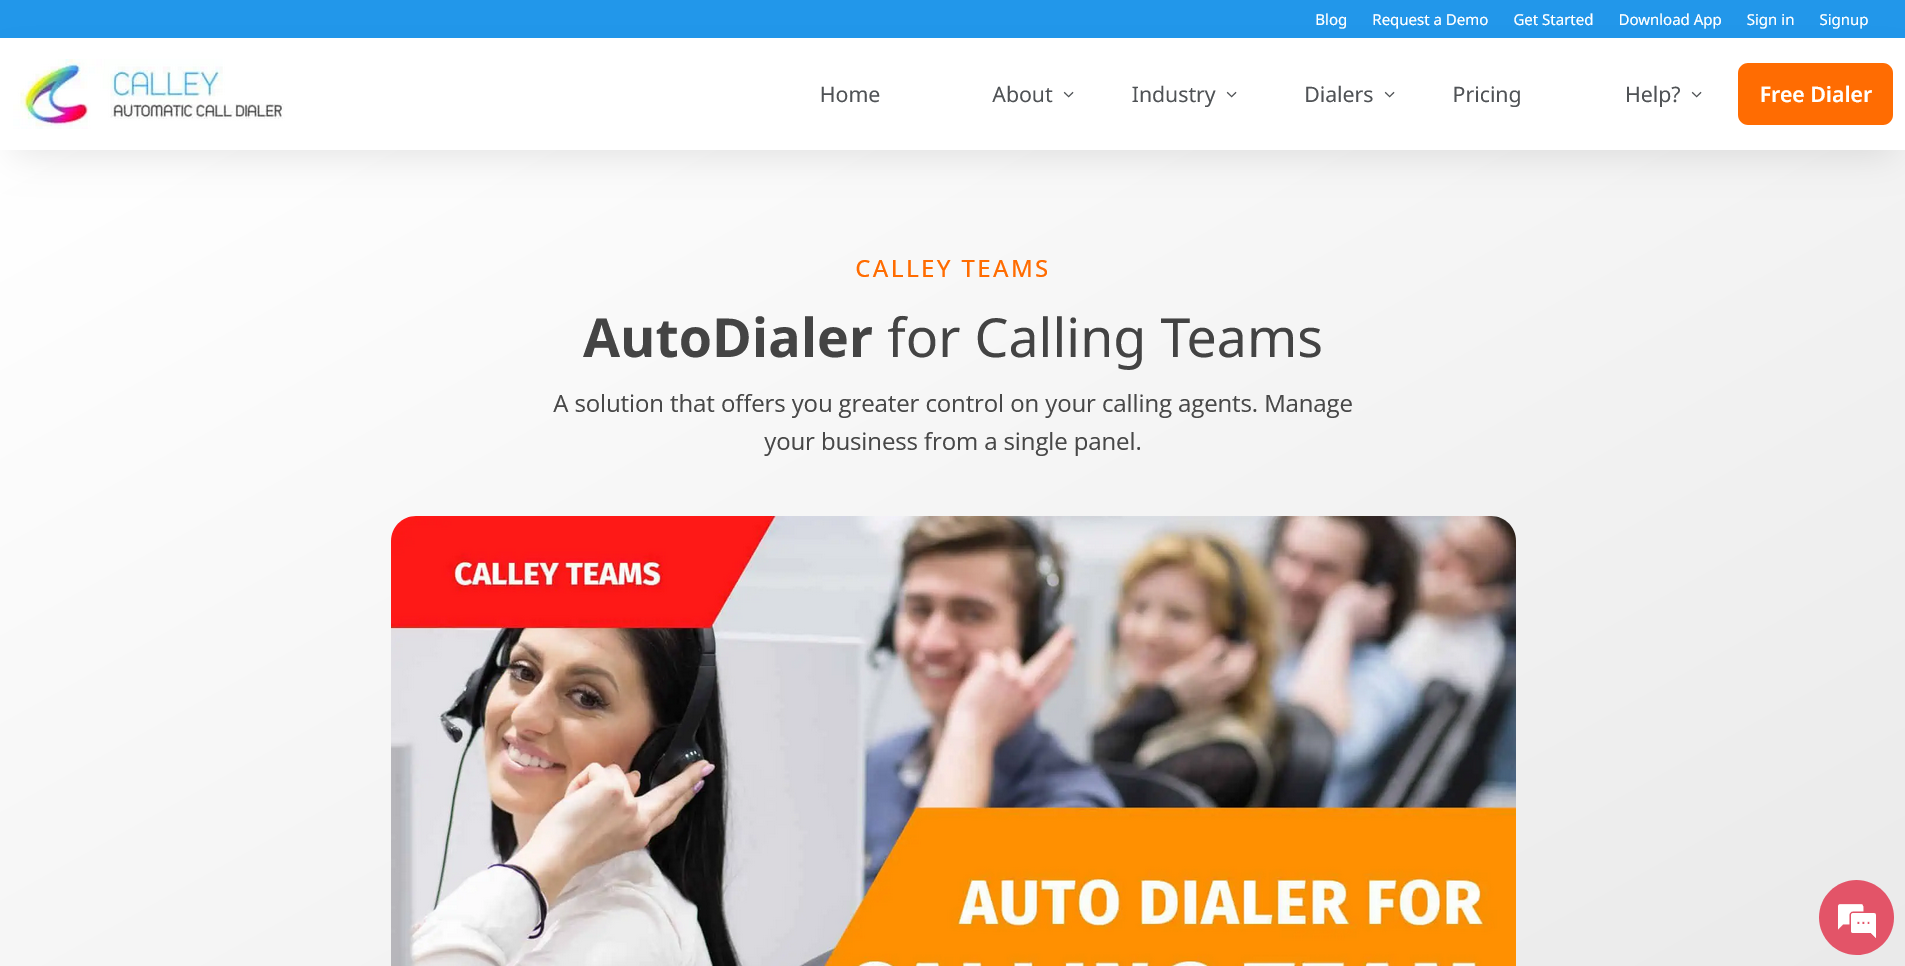 Blog Request a Demo Get Started Download App Sign in Signup
CALLEY
AUTOMATIC CALL DIALER
Home About Industry Dialers Pricing Help? Free Dialer
CALLEY TEAMS
AutoDialer for Calling Teams
A solution that offers you greater control on your calling agents. Manage
your business from a single panel.
CALLEY TEAMS
AUTO DIALER FOR
CALLING TEAM